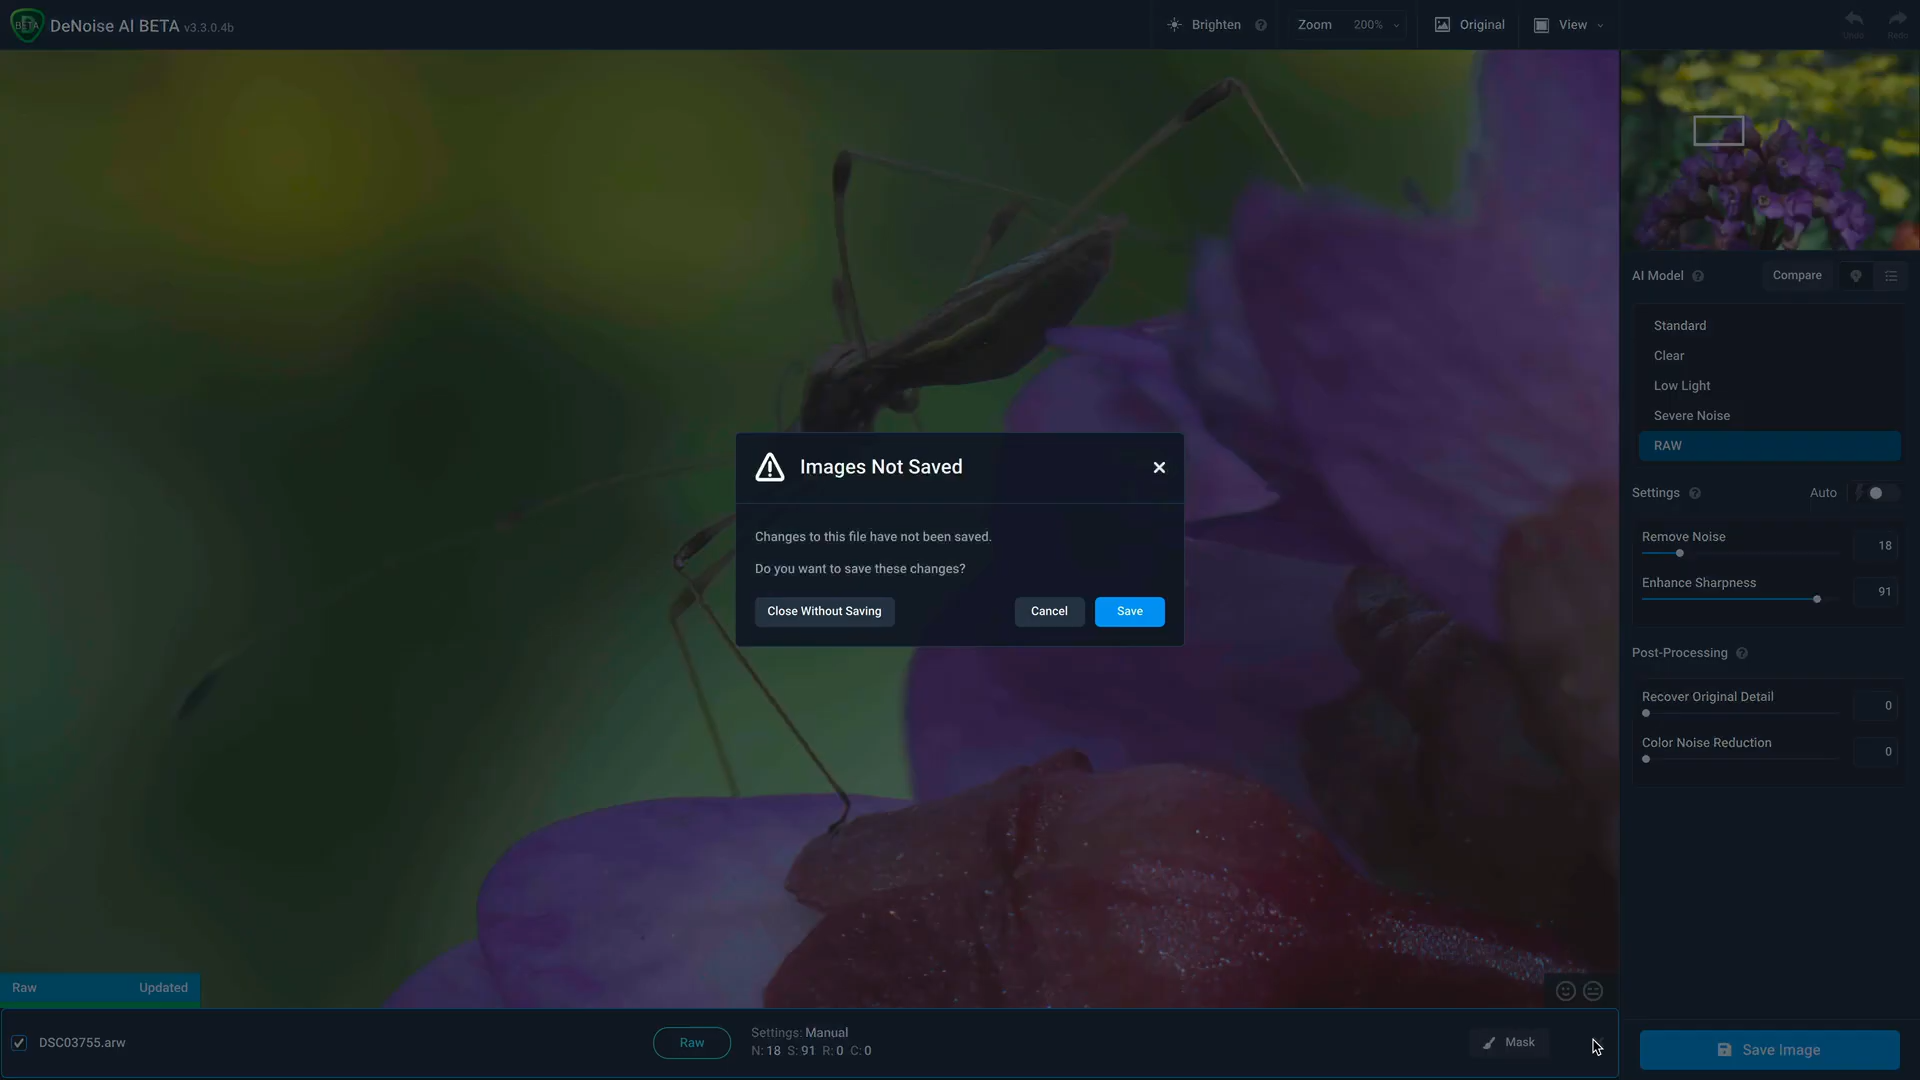 BETA DeNoise AI BETA v3.3.0.4b
Brighten
Zoom 200%
Original
View
Undo
Redo
AI Model
Compare
Standard
Clear
Low Light
Severe Noise
RAW
Settings
Auto
Remove Noise
18
Enhance Sharpness
91
Post-Processing
Recover Original Detail
0
Color Noise Reduction
0
Images Not Saved
Changes to this file have not been saved.
Do you want to save these changes?
Close Without Saving
Cancel
Save
Raw Updated
DSC03755.arw
Raw
Settings: Manual
N: 18 S: 91 R: 0 C: 0
Mask
Save Image